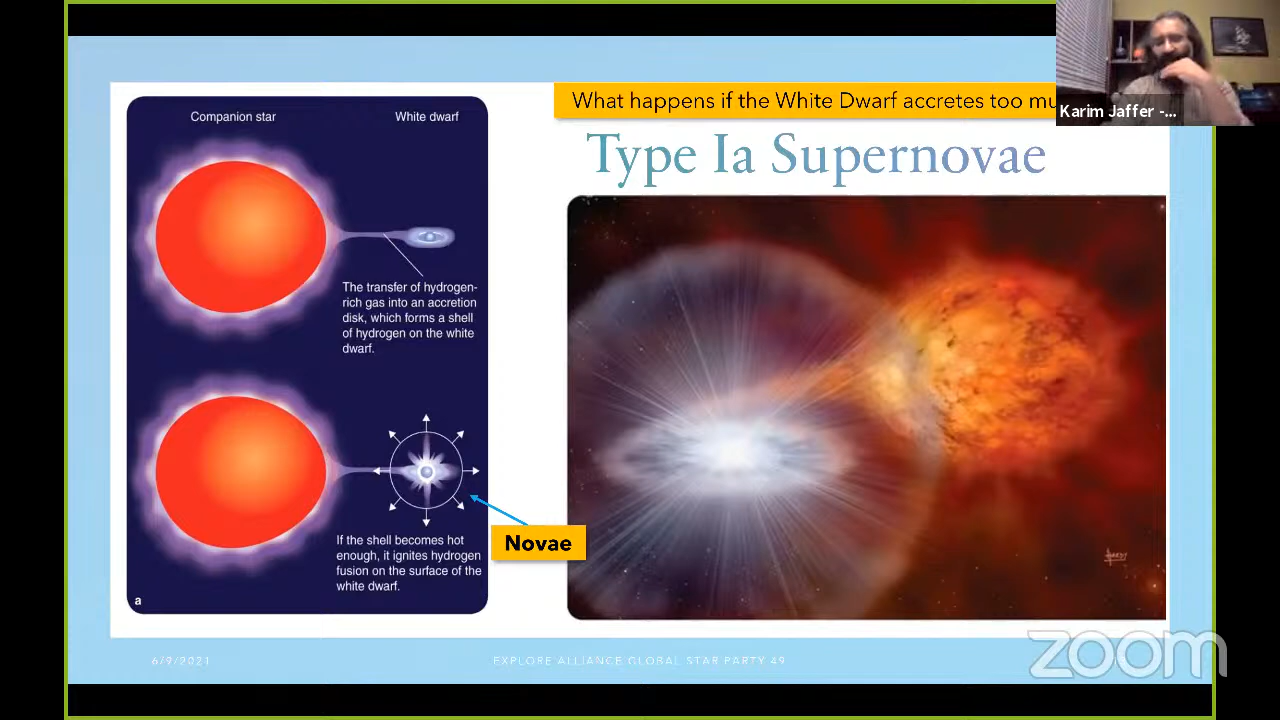 What happens if the White Dwarf accretes too mu
Karim Jaffer -...
Type Ia Supernovae
Companion star
White dwarf
The transfer of hydrogen-
rich gas into an accretion
disk, which forms a shell
of hydrogen on the white
dwarf.
Novae
If the shell becomes hot
enough, it ignites hydrogen
fusion on the surface of the
white dwarf.
a
HARDY
6/9/2021
EXPLORE ALLIANCE GLOBAL STAR PARTY 49
zoom